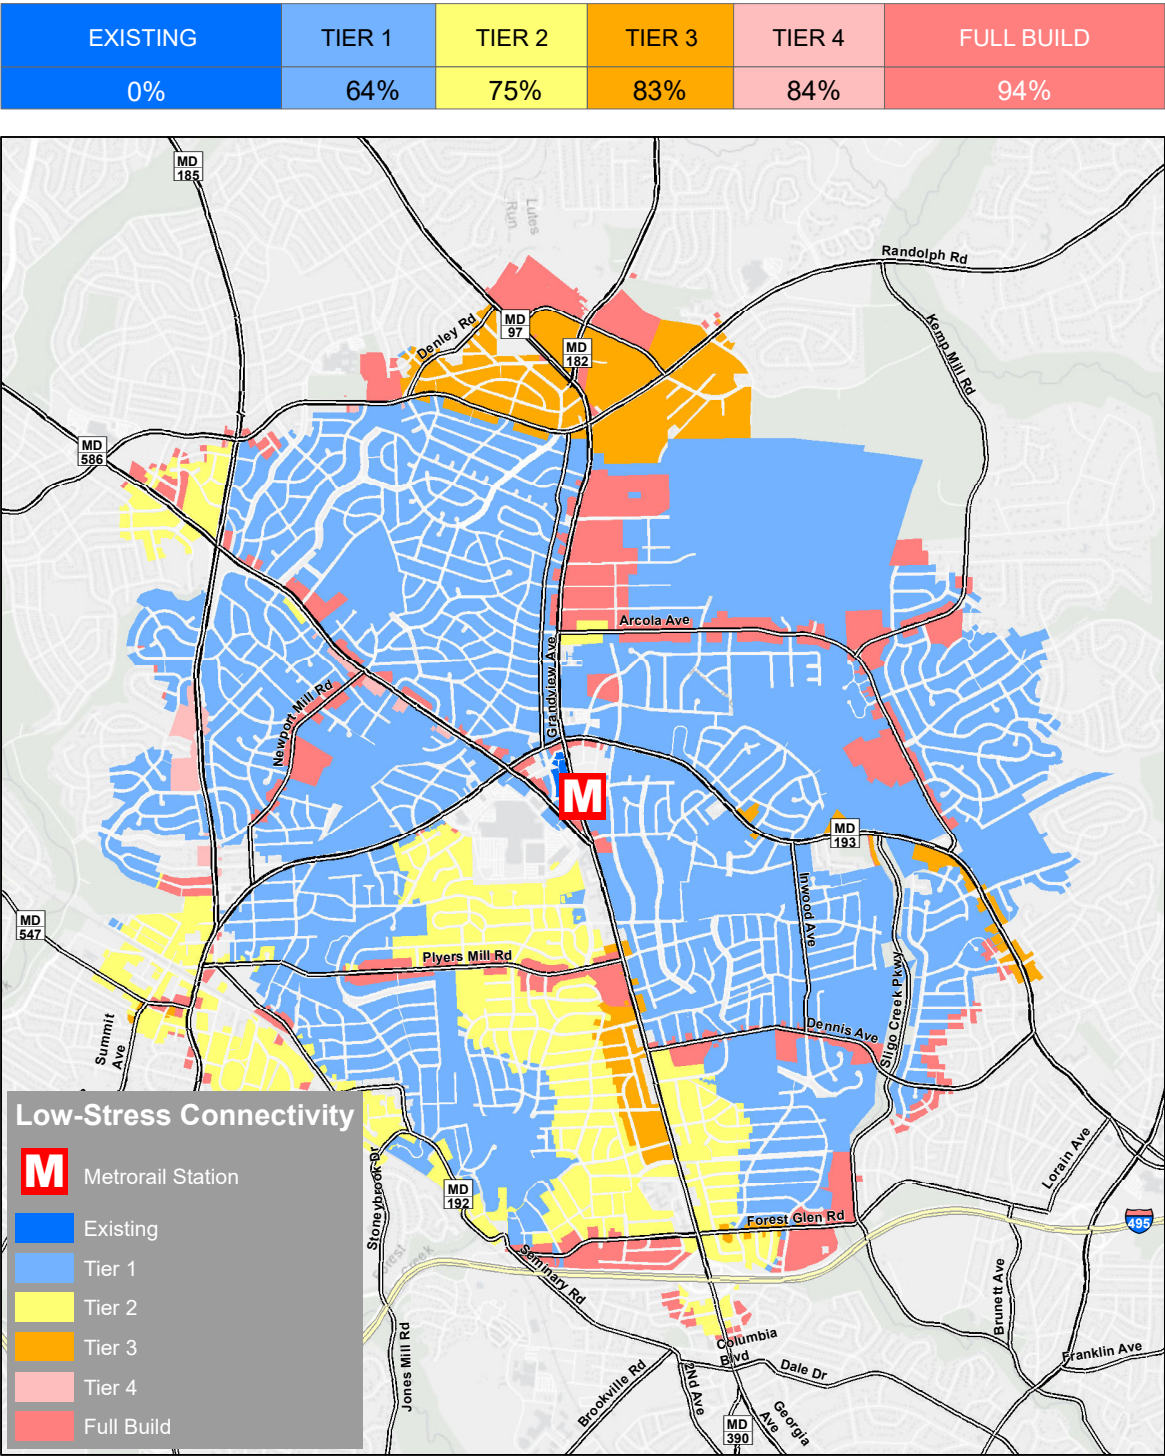 EXISTING TIER 1 TIER 2 TIER 3 TIER 4 FULL BUILD
0% 64% 75% 83% 84% 94%
MD
185
Lutes
Run
Randolph Rd
MD
97
Denley Rd
MD
182
Kemp Mill Rd
MD
586
Arcola Ave
Grandview Ave
H
Newport Mill Rd
M
MD
193
Inwood Ave
MD
547
Plyers Mill Rd
Sligo Creek Pkwy
Summit
Ave
Dennis Ave
Low-Stress Connectivity
M Metrorail Station
Existing
Tier 1
Tier 2
Tier 3
Tier 4
Full Build
Lorain Ave
Stoneybrook Dr
MD
192
Forest Glen Rd
495
Creek
Seminary Rd
Brunett Ave
Jones Mill Rd
Columbia
Blvd
Dale Dr
Franklin Ave
Brookville Rd
2Nd Ave
Georgia
Ave
MD
390